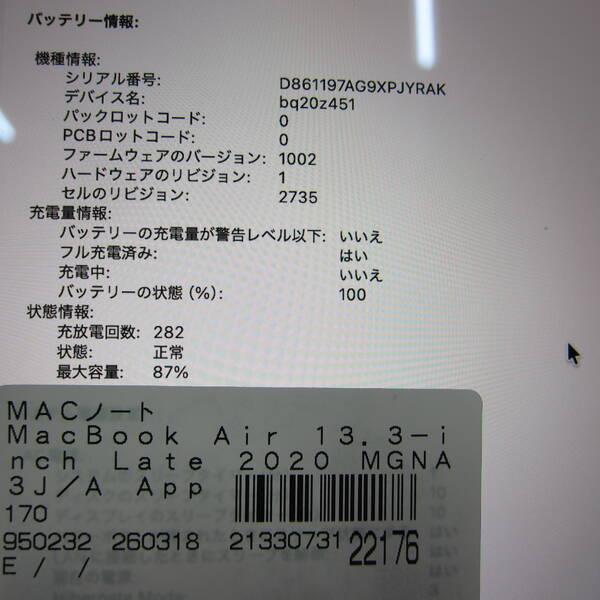 バッテリー情報:
機種情報:
シリアル番号: D861197AG9XPJYRAK
デバイス名: bq20z451
パックロットコード: 0
PCBロットコード: 0
ファームウェアのバージョン: 1002
ハードウェアのリビジョン: 1
セルのリビジョン: 2735
充電量情報:
バッテリーの充電量が警告レベル以下: いいえ
フル充電済み: はい
充電中: いいえ
バッテリーの状態 (%): 100
状態情報:
充放電回数: 282
状態: 正常
最大容量: 87%
MACノート
MacBook Air 13.3-i
nch Late 2020 MGNA
3J/A App
170
950232 260318 21330731 22176
E / /